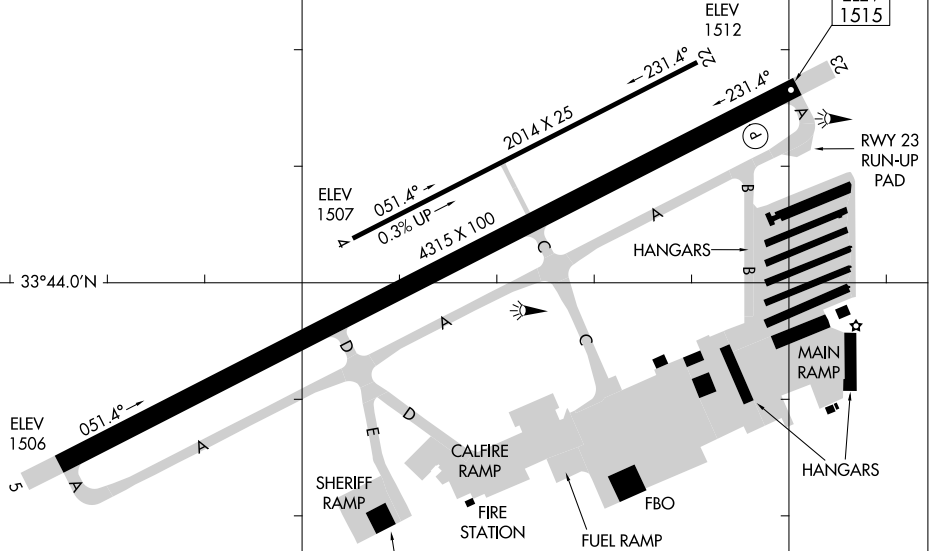 ELEV
1512
ELEV
1515
22
231.4°
23
231.4°
A
2014 X 25
P
RWY 23
RUN-UP
PAD
ELEV
1507
051.4°
0.3% UP
4
4315 X 100
B
A
C
HANGARS
B
33°44.0'N
A
D
C
MAIN
RAMP
051.4°
ELEV
1506
D
E
A
CALFIRE
RAMP
HANGARS
5
A
SHERIFF
RAMP
FBO
FIRE
STATION
FUEL RAMP